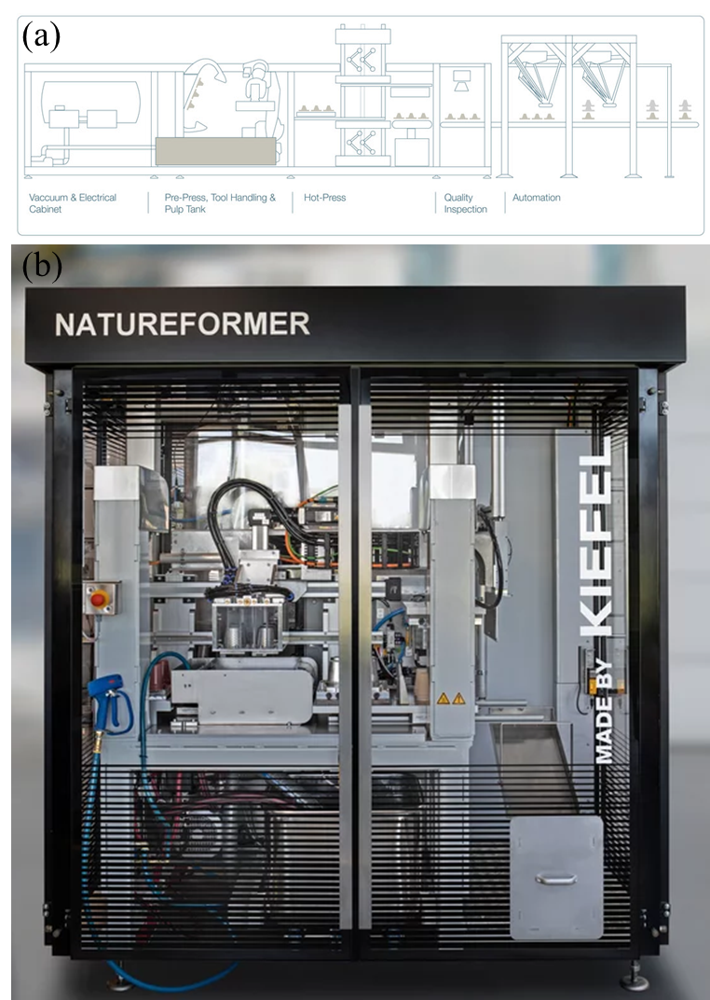 (a)
Vaccuum & Electrical
Cabinet
Pre-Press, Tool Handling &
Pulp Tank
Hot-Press
Quality
Inspection
Automation
(b)
NATUREFORMER
MADE BY KIEFEL